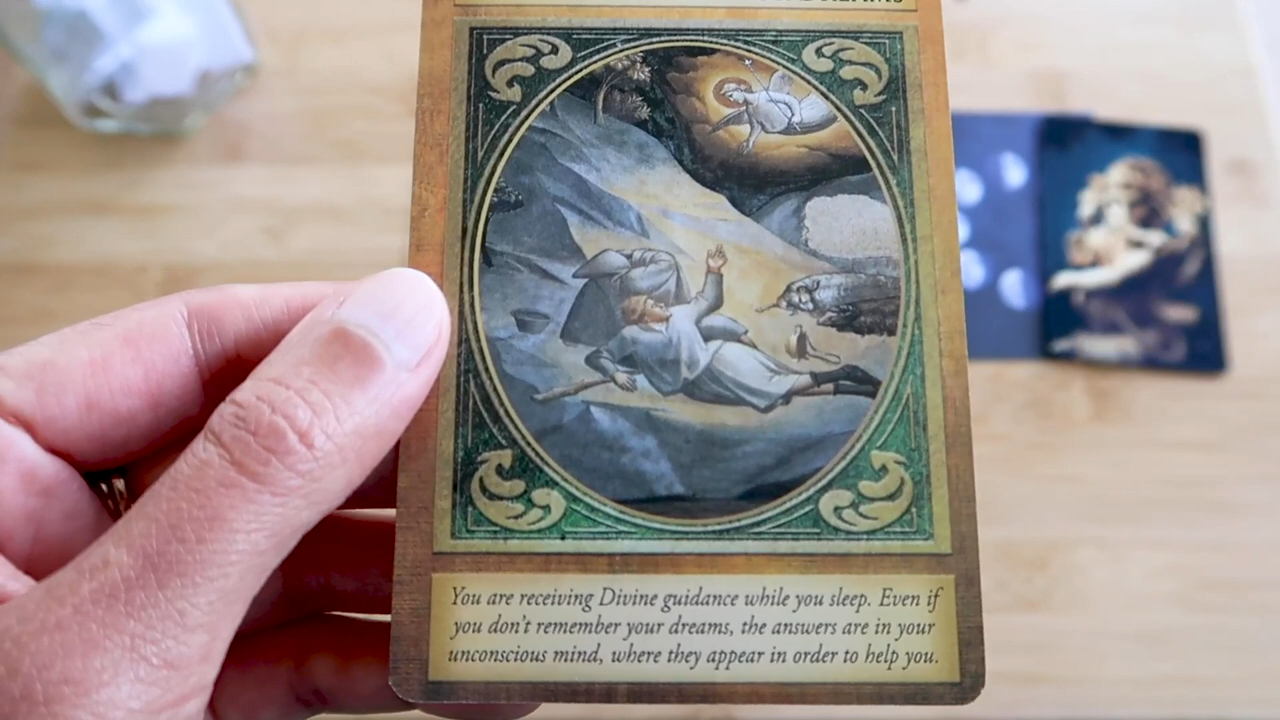 You are receiving Divine guidance while you sleep. Even if
you don't remember your dreams, the answers are in your
unconscious mind, where they appear in order to help you.